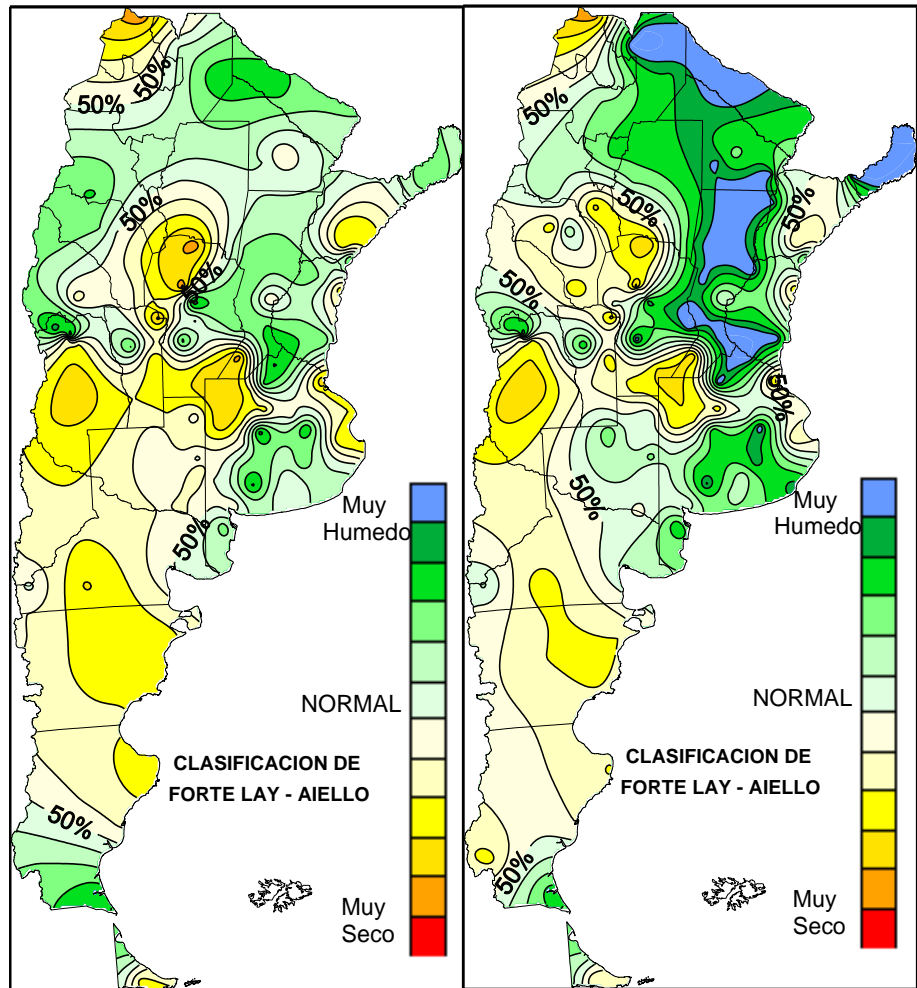 50%
50%
50%
50%
50%
50%
Muy
Humedo
NORMAL
CLASIFICACION DE
FORTE LAY - AIELLO
Muy
Seco
50%
50%
50%
50%
50%
50%
50%
Muy
Humedo
NORMAL
CLASIFICACION DE
FORTE LAY - AIELLO
Muy
Seco